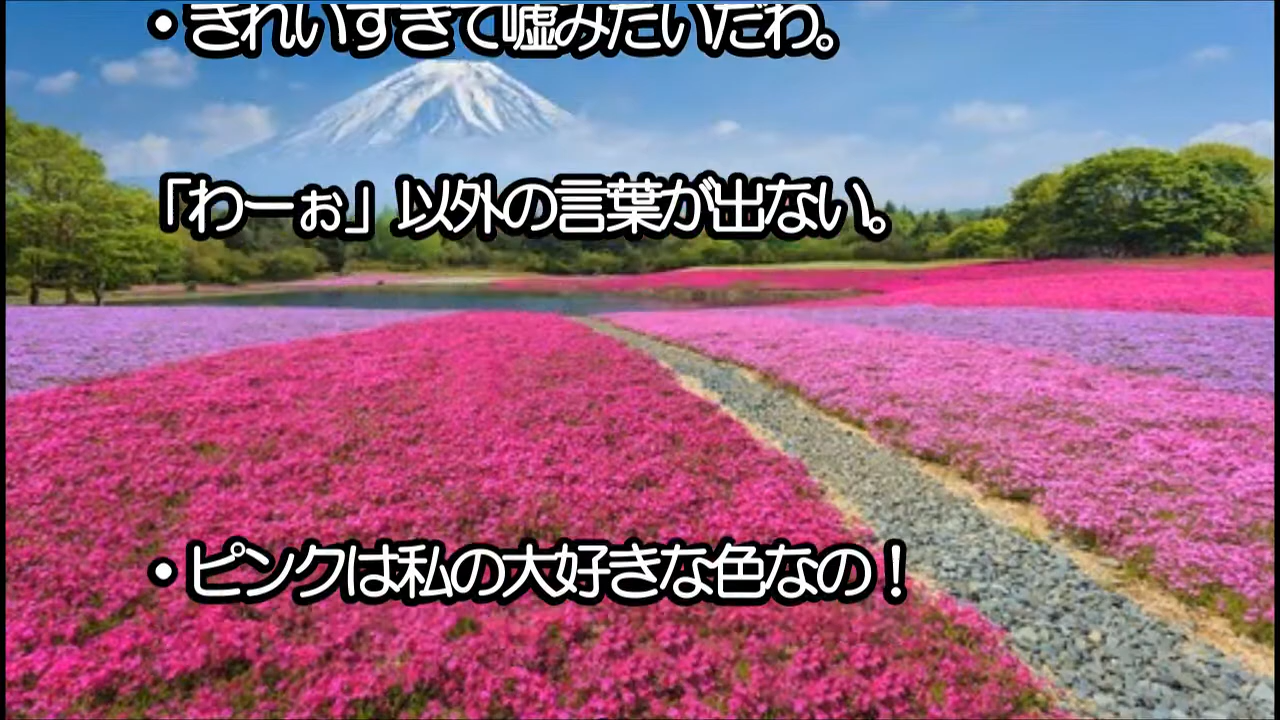 ・きれいすぎて嘘みたいだわ。
「わーぉ」以外の言葉が出ない。
・ピンクは私の大好きな色なの！